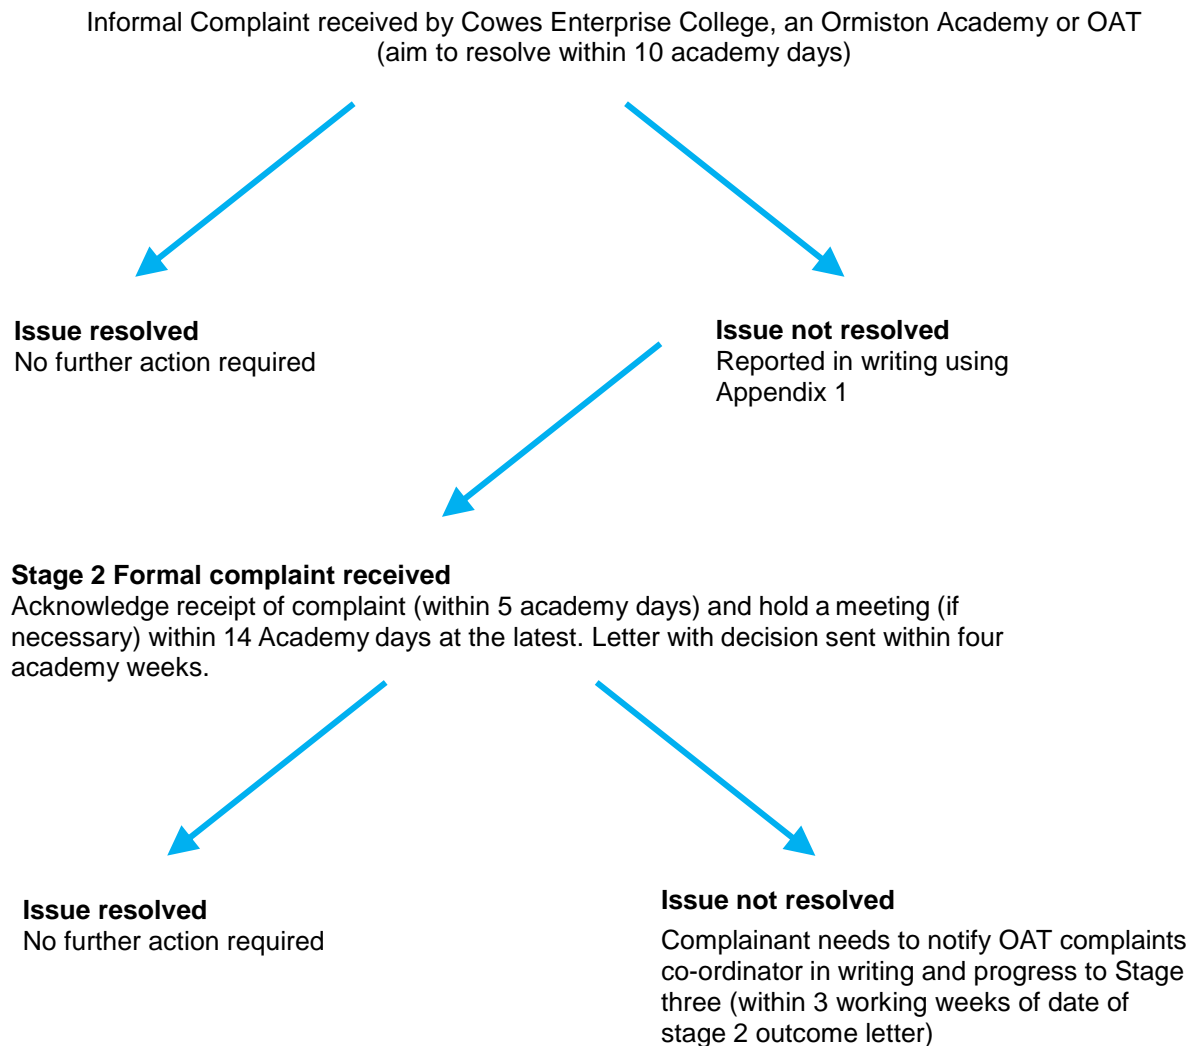 Informal Complaint received by Cowes Enterprise College, an Ormiston Academy or OAT
(aim to resolve within 10 academy days)
Issue resolved
No further action required
Issue not resolved
Reported in writing using
Appendix 1
Stage 2 Formal complaint received
Acknowledge receipt of complaint (within 5 academy days) and hold a meeting (if
necessary) within 14 Academy days at the latest. Letter with decision sent within four
academy weeks.
Issue resolved
No further action required
Issue not resolved
Complainant needs to notify OAT complaints
co-ordinator in writing and progress to Stage
three (within 3 working weeks of date of
stage 2 outcome letter)